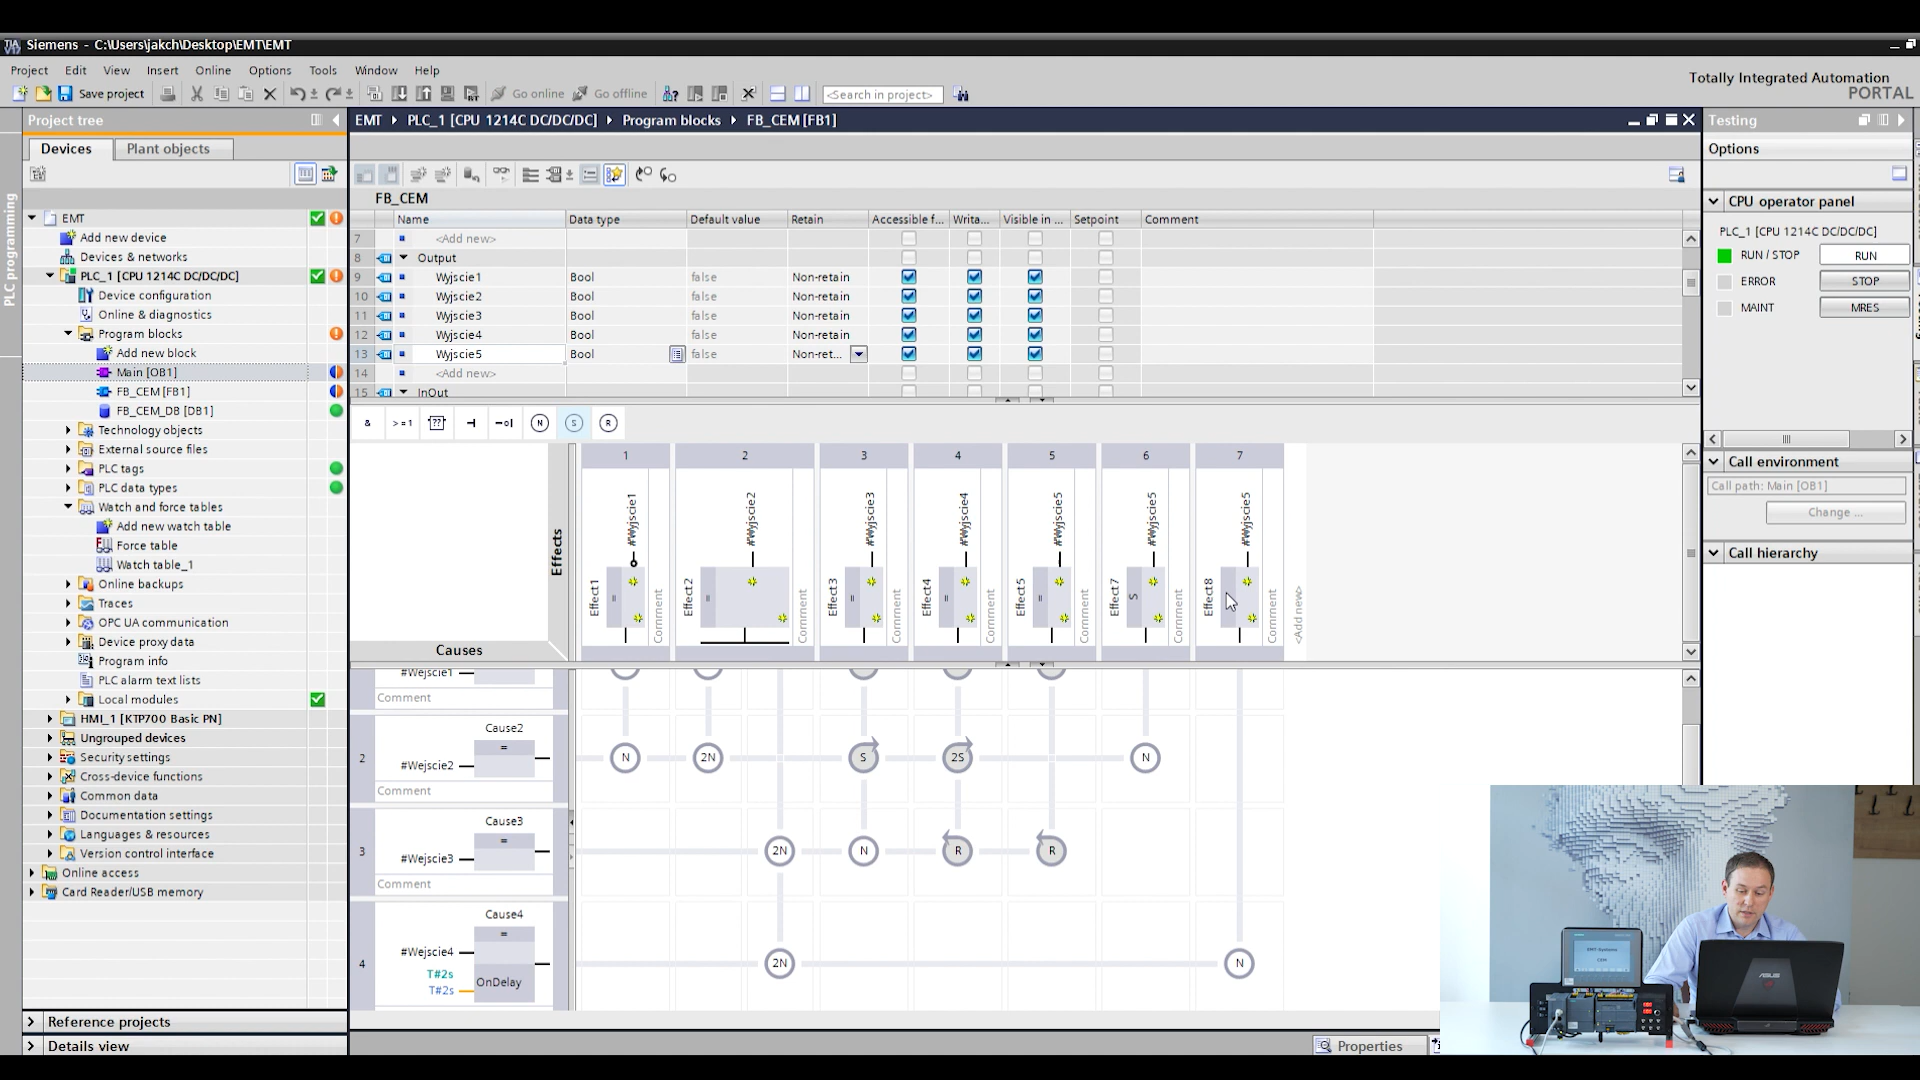 Siemens - C:\Users\jakch\Desktop\EMT\EMT
Project Edit View Insert Online Options Tools Window Help
Totally Integrated Automation
PORTAL
Save project
Go online
Go offline
<Search in project>
Project tree
EMT PLC_1 [CPU 1214C DC/DC/DC] Program blocks FB_CEM [FB1]
Testing
Devices
Plant objects
Options
PLC programming
EMT
Add new device
Devices & networks
PLC_1 [CPU 1214C DC/DC/DC]
Device configuration
Online & diagnostics
Program blocks
Add new block
Main [OB1]
FB_CEM [FB1]
FB_CEM_DB [DB1]
Technology objects
External source files
PLC tags
PLC data types
Watch and force tables
Add new watch table
Force table
Watch table_1
Online backups
Traces
OPC UA communication
Device proxy data
Program info
PLC alarm text lists
Local modules
HMI_1 [KTP700 Basic PN]
Ungrouped devices
Security settings
Cross-device functions
Common data
Documentation settings
Languages & resources
Version control interface
Online access
Card Reader/USB memory
Reference projects
Details view
FB_CEM
Name Data type Default value Retain Accessible f... Writa... Visible in ... Setpoint Comment
7 <Add new>
8 Output
9 Wyjscie1 Bool false Non-retain
10 Wyjscie2 Bool false Non-retain
11 Wyjscie3 Bool false Non-retain
12 Wyjscie4 Bool false Non-retain
13 Wyjscie5 Bool false Non-ret...
14 <Add new>
15 InOut
& >=1 ?? N S R
1 2 3 4 5 6 7
Effects
#Wyjscie1 #Wyjscie2 #Wyjscie3 #Wyjscie4 #Wyjscie5 #Wyjscie5 #Wyjscie5
Effect1 = Comment
Effect2 = Comment
Effect3 = Comment
Effect4 = Comment
Effect5 = Comment
Effect7 S Comment
Effect8 Comment
<Add new>
Causes
#Wejscie1
Comment
Cause2
2 #Wejscie2 = N 2N S 2S N
Comment
Cause3
3 #Wejscie3 = 2N N R R
Comment
Cause4
=
4 #Wejscie4 2N N
T#2s
T#2s OnDelay
Properties
CPU operator panel
PLC_1 [CPU 1214C DC/DC/DC]
RUN / STOP RUN
ERROR STOP
MAINT MRES
Call environment
Call path: Main [OB1]
Change ...
Call hierarchy
EMT-Systems
CEM
ASUS